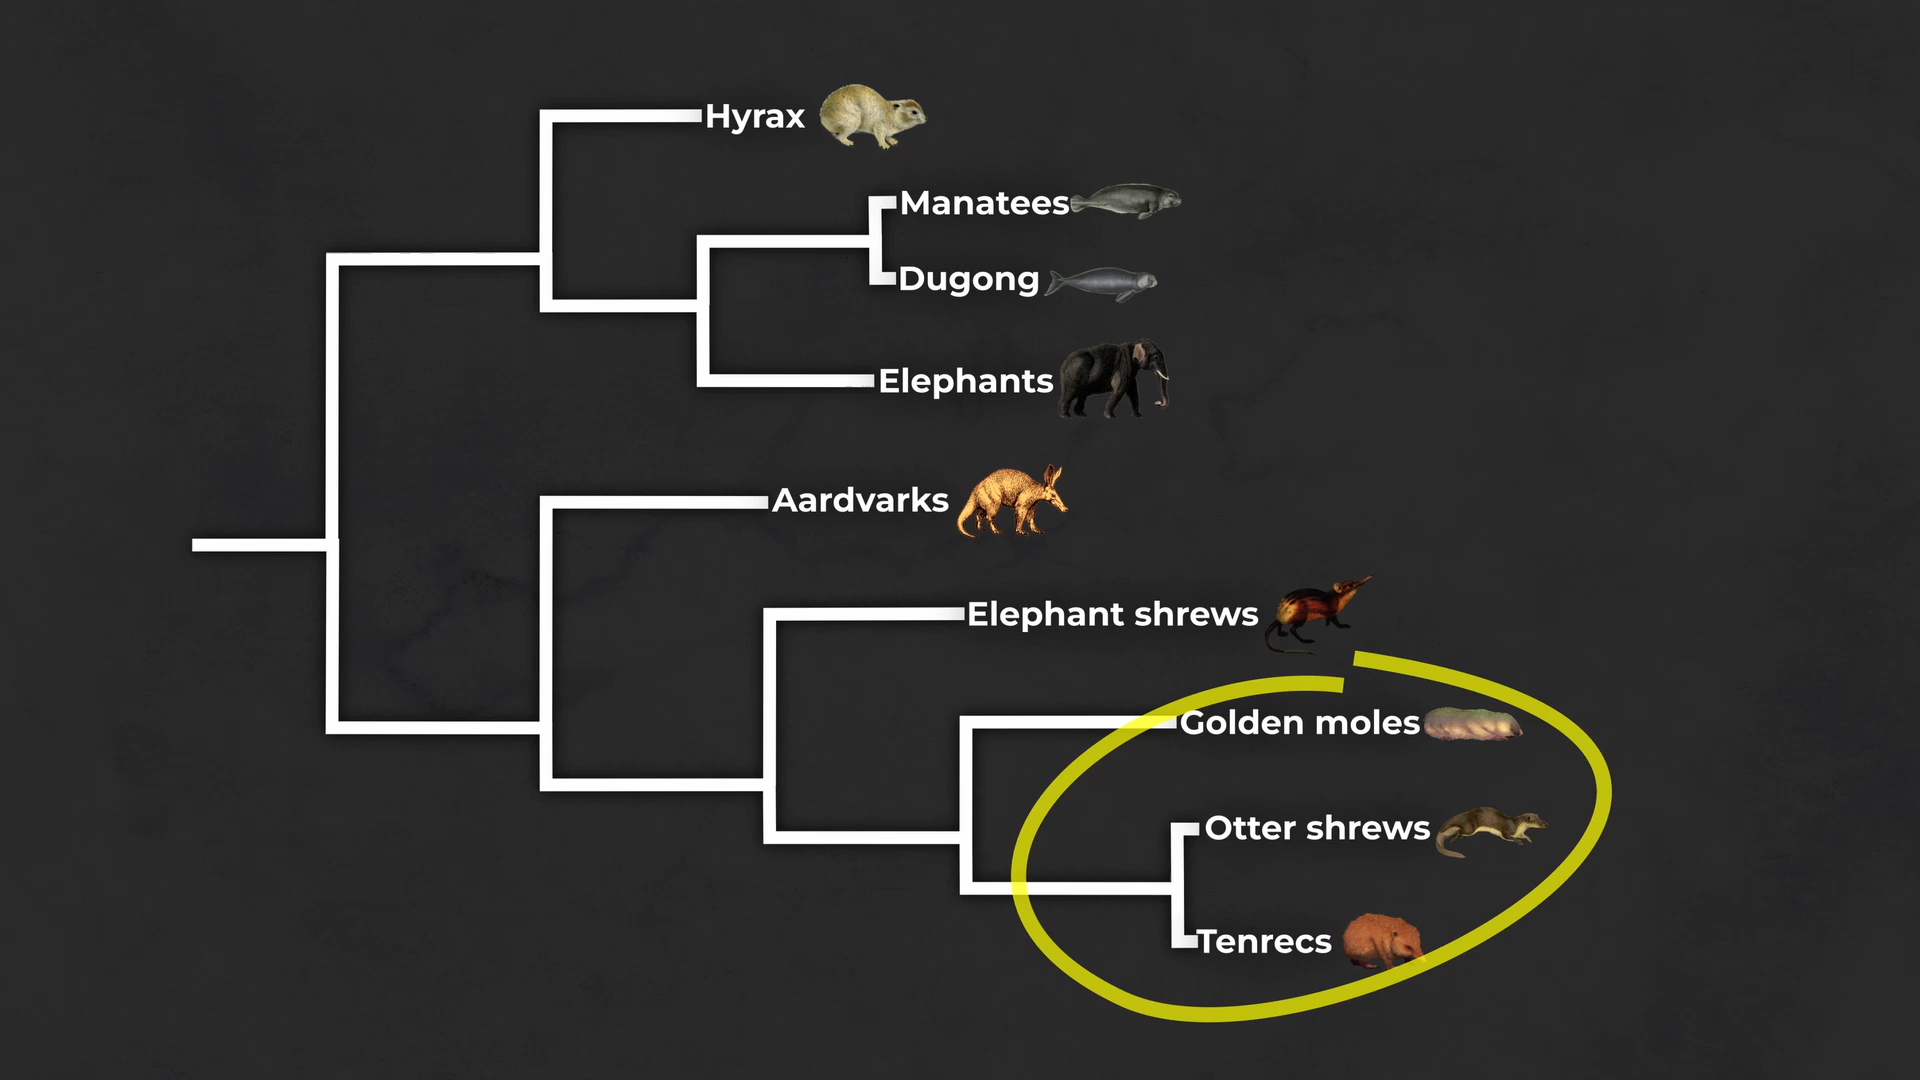 Hyrax
Manatees
Dugong
Elephants
Aardvarks
Elephant shrews
Golden moles
Otter shrews
Tenrecs